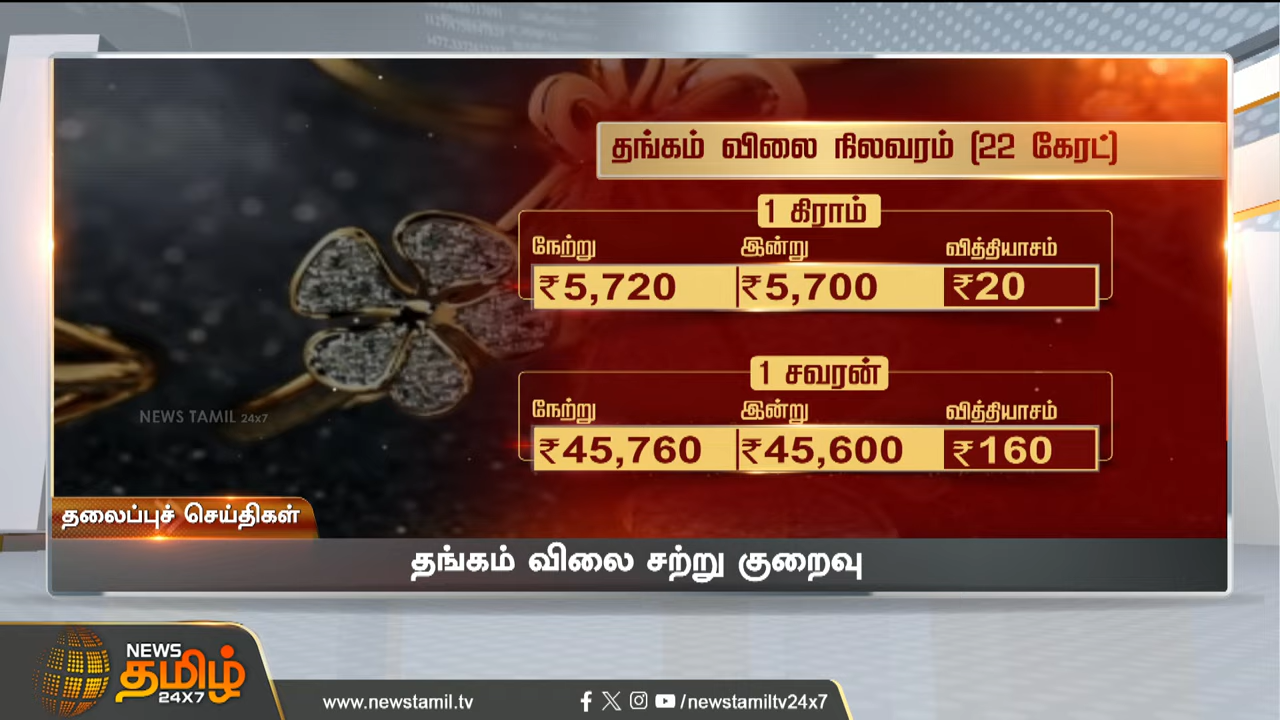 தங்கம் விலை நிலவரம் (22 கேரட்)
1 கிராம்
நேற்று இன்று வித்தியாசம்
₹5,720 ₹5,700 ₹20
1 சவரன்
நேற்று இன்று வித்தியாசம்
₹45,760 ₹45,600 ₹160
NEWS TAMIL 24x7
தலைப்புச் செய்திகள்
தங்கம் விலை சற்று குறைவு
NEWS
தமிழ்
24X7
www.newstamil.tv /newstamiltv24x7